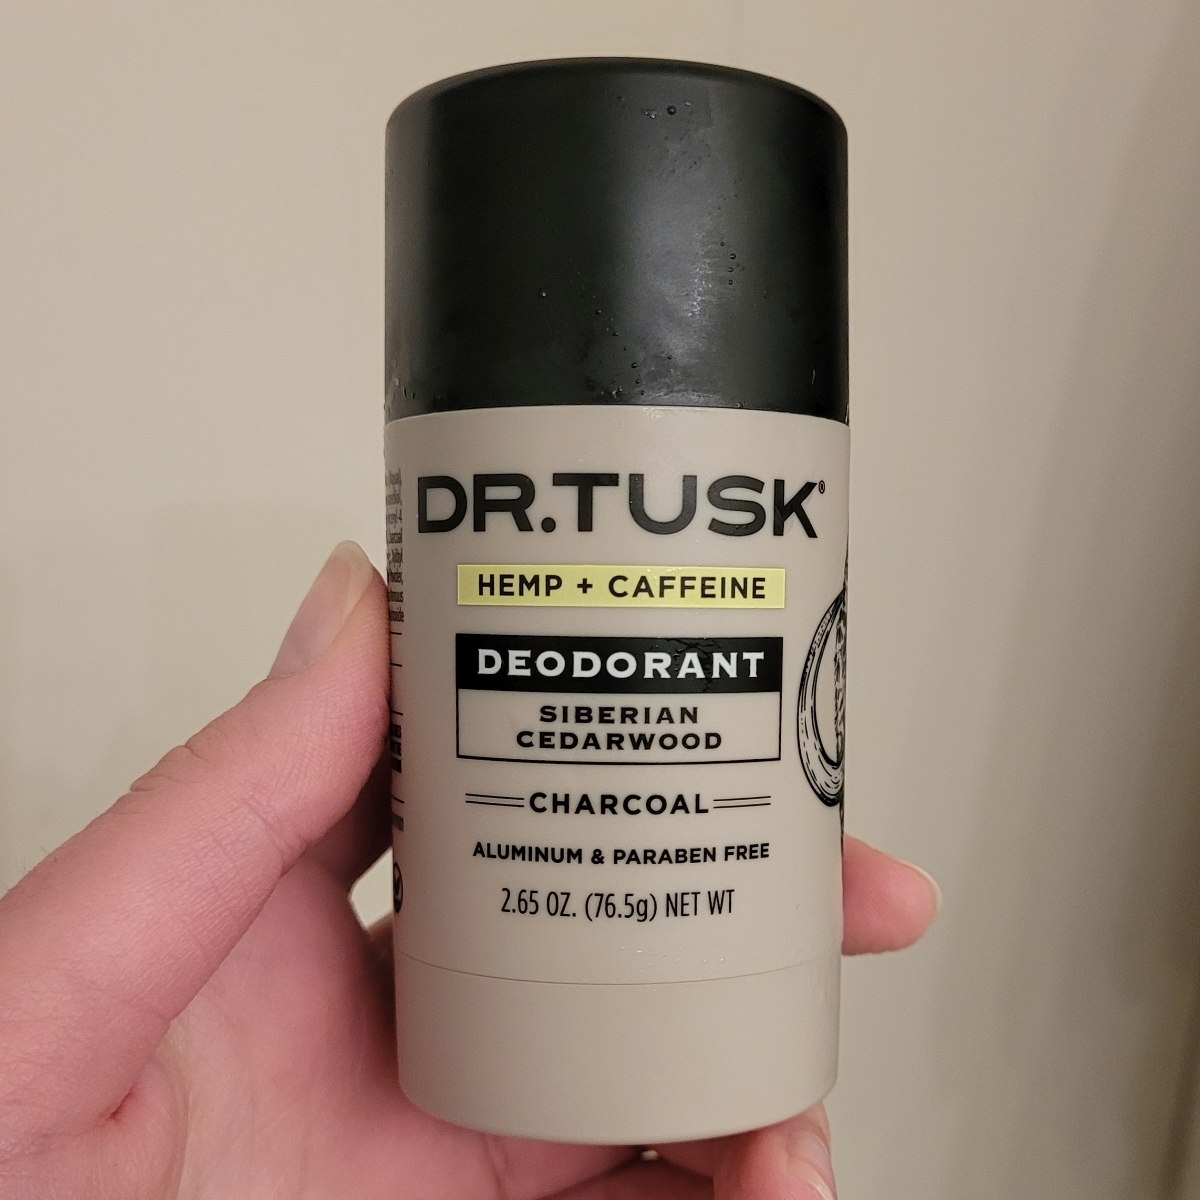 DR.TUSK®
HEMP + CAFFEINE
DEODORANT
SIBERIAN
CEDARWOOD
CHARCOAL
ALUMINUM & PARABEN FREE
2.65 OZ. (76.5g) NET WT